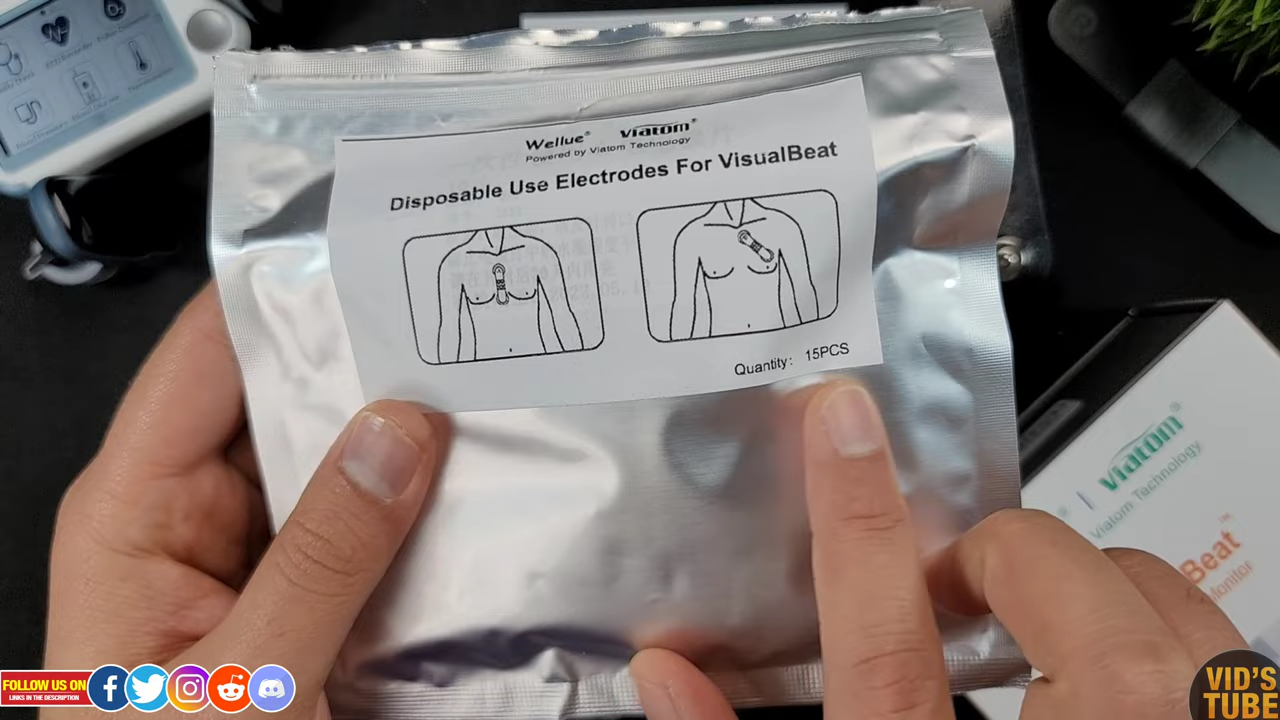 Wellue® viatom®
Powered by Viatom Technology
Disposable Use Electrodes For VisualBeat
Quantity: 15PCS
viatom®
Viatom Technology
Beat™
Monitor
FOLLOW US ON
LINKS IN THE DESCRIPTION
VID'S
TUBE